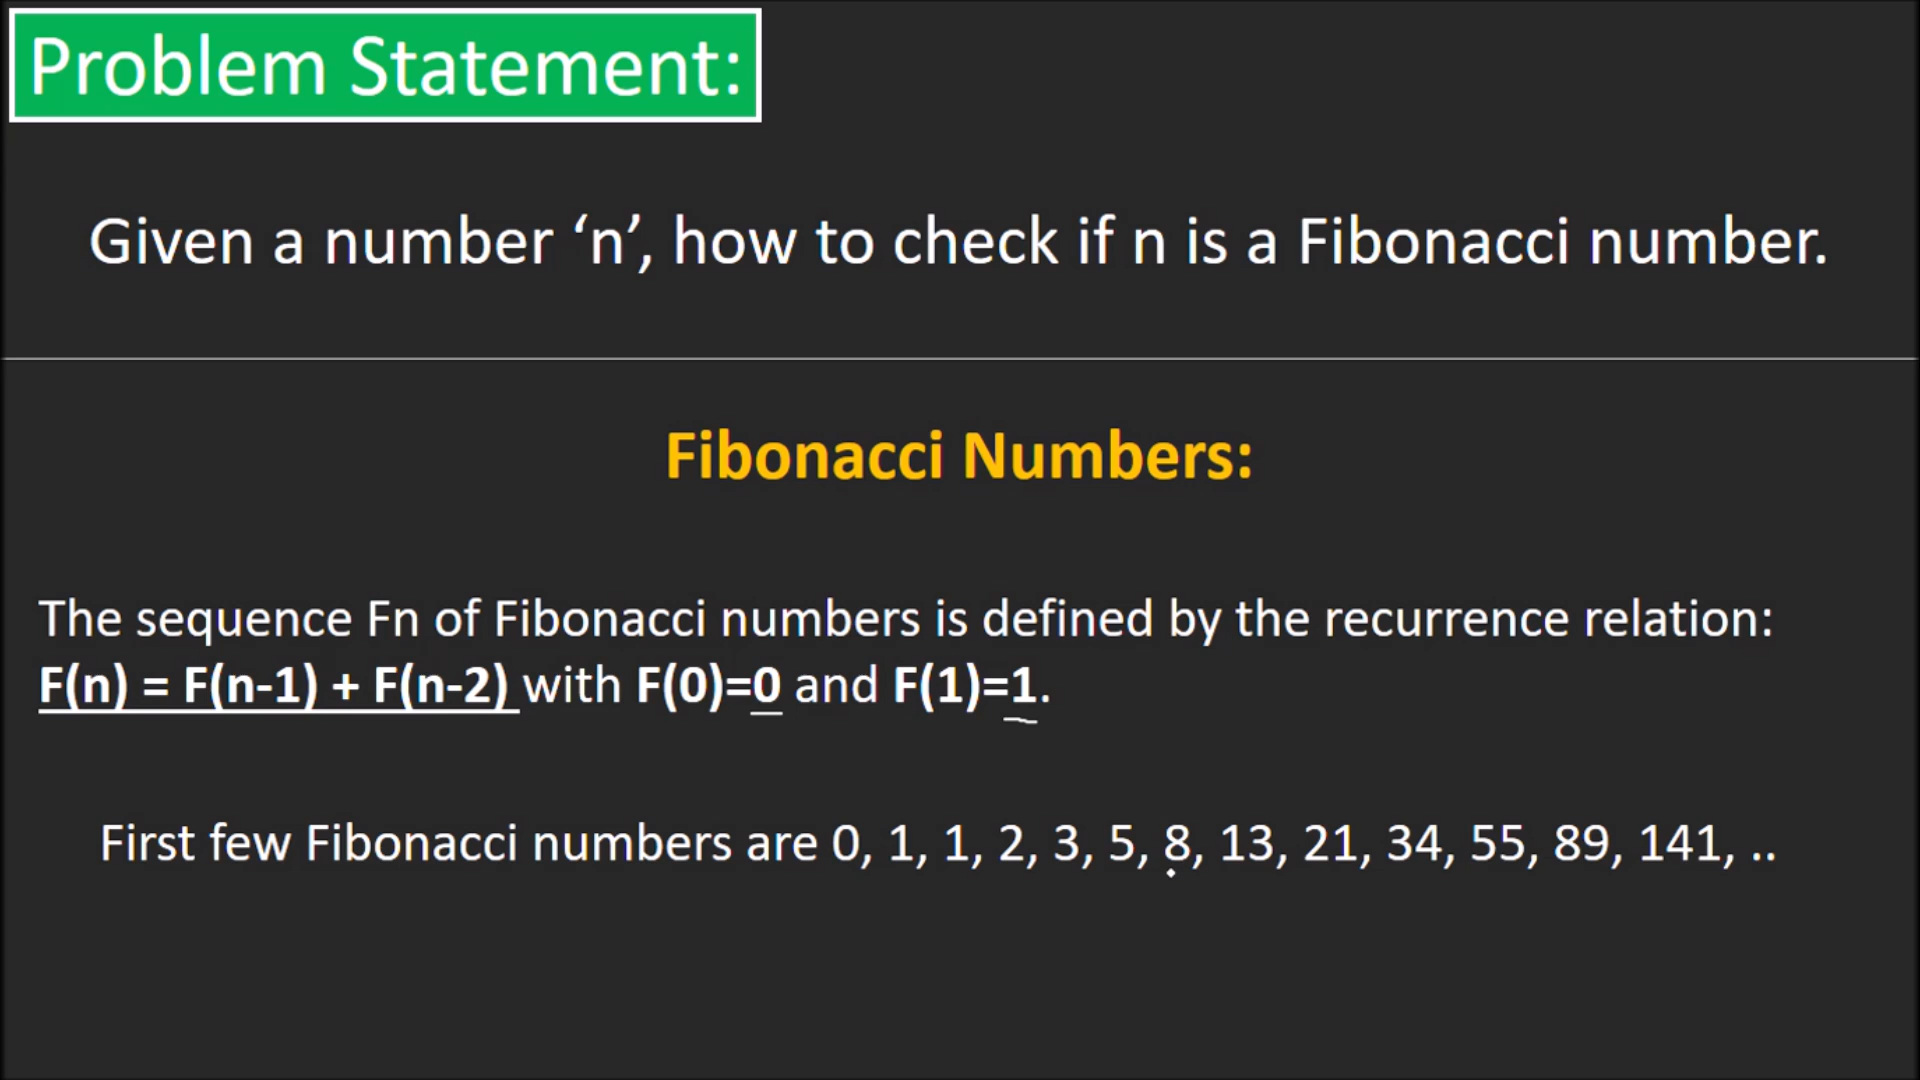 Problem Statement:
Given a number ‘n’, how to check if n is a Fibonacci number.
Fibonacci Numbers:
The sequence Fn of Fibonacci numbers is defined by the recurrence relation:
F(n) = F(n-1) + F(n-2) with F(0)=0 and F(1)=1.
First few Fibonacci numbers are 0, 1, 1, 2, 3, 5, 8, 13, 21, 34, 55, 89, 141, ..